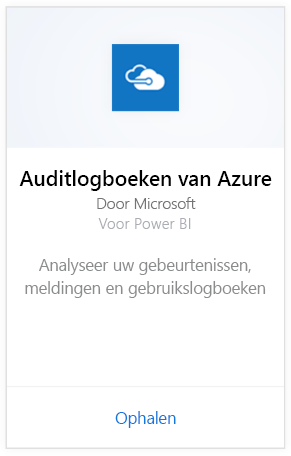 Auditlogboeken van Azure
Door Microsoft
Voor Power BI
Analyseer uw gebeurtenissen,
meldingen en gebruikslogboeken
Ophalen